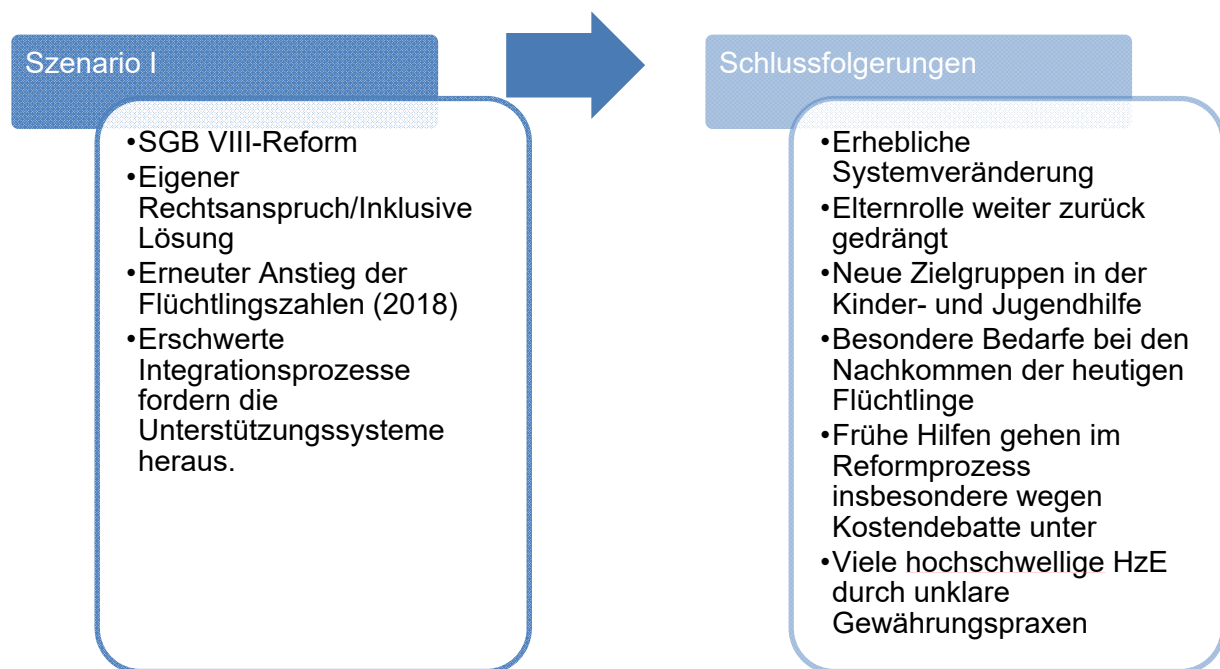 Szenario I
•SGB VIII-Reform
•Eigener
Rechtsanspruch/Inklusive
Lösung
•Erneuter Anstieg der
Flüchtlingszahlen (2018)
•Erschwerte
Integrationsprozesse
fordern die
Unterstützungssysteme
heraus.
Schlussfolgerungen
•Erhebliche
Systemveränderung
•Elternrolle weiter zurück
gedrängt
•Neue Zielgruppen in der
Kinder- und Jugendhilfe
•Besondere Bedarfe bei den
Nachkommen der heutigen
Flüchtlinge
•Frühe Hilfen gehen im
Reformprozess
insbesondere wegen
Kostendebatte unter
•Viele hochschwellige HzE
durch unklare
Gewährungspraxen